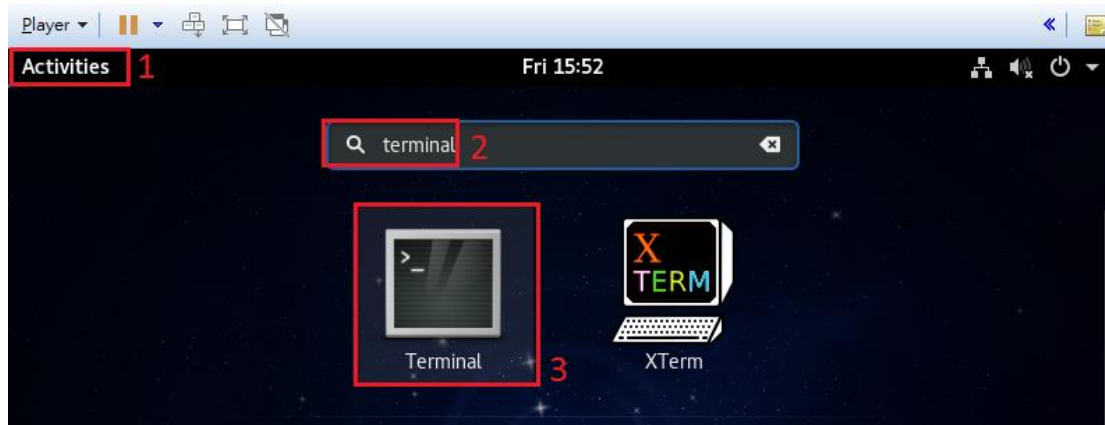 Player
Activities 1
Fri 15:52
terminal 2
>_
X
TERM
Terminal
3
XTerm